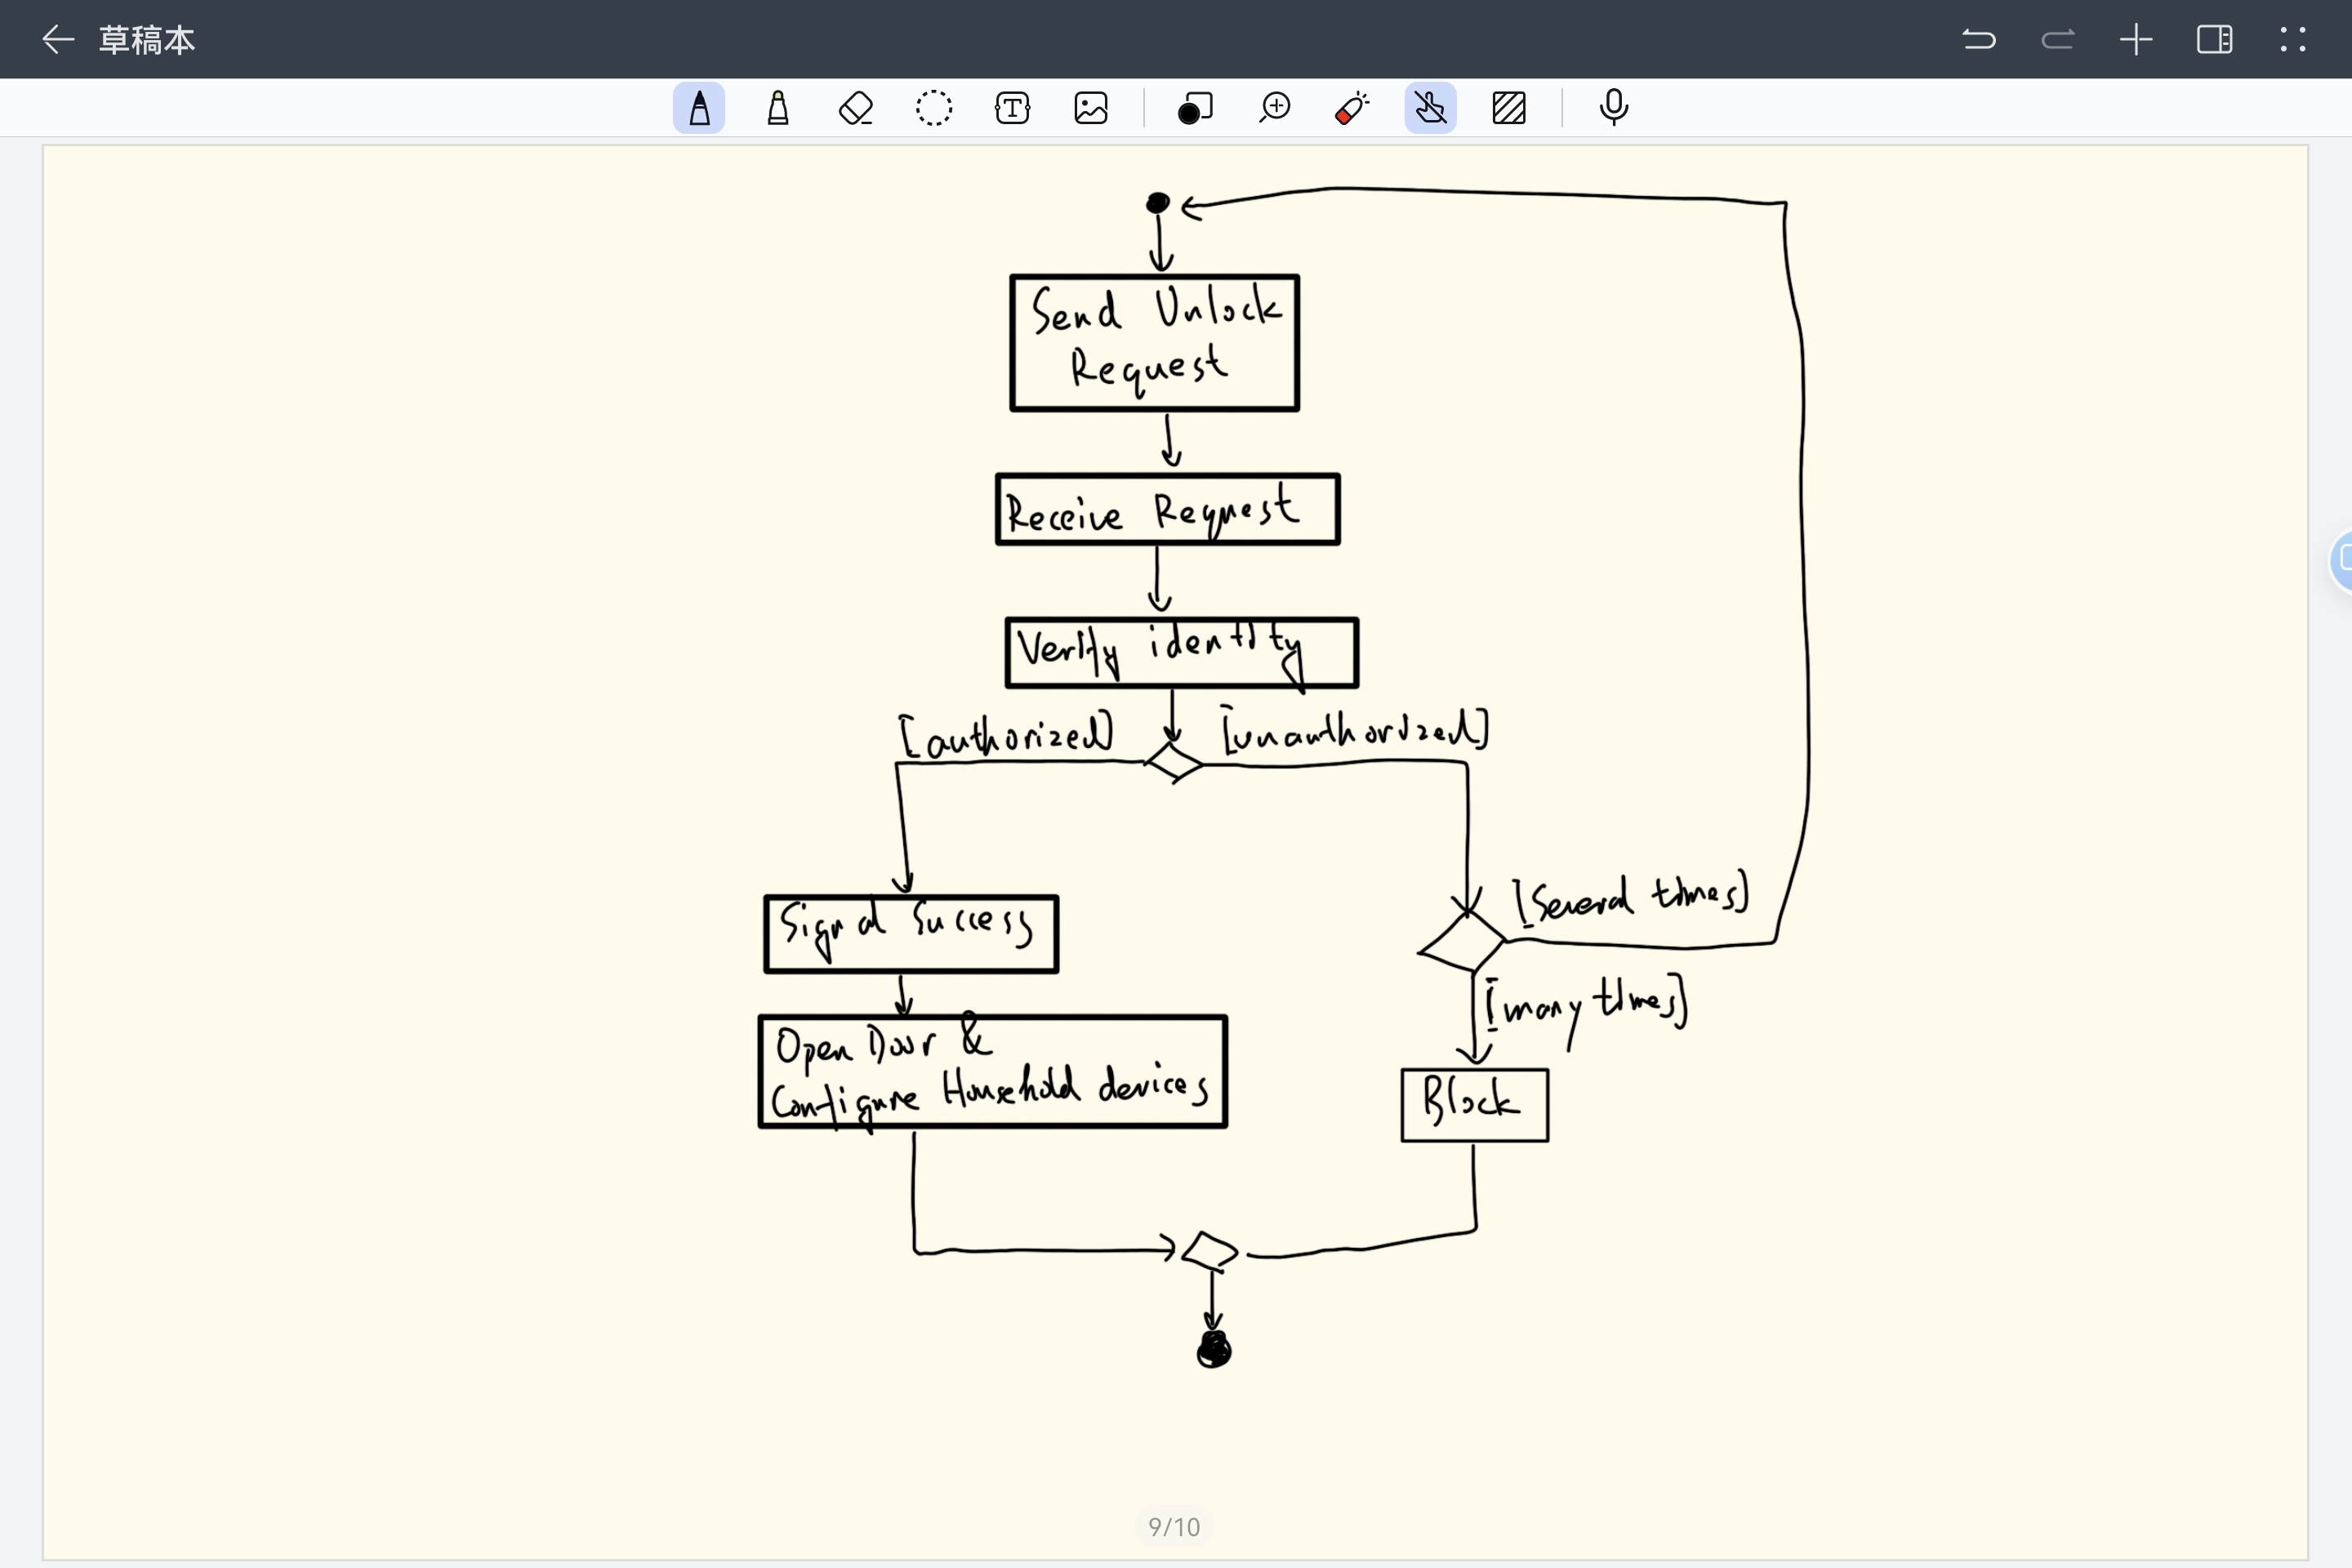 草稿本
Send Unlock
Request
Receive Request
Verify identity
[authorized]
[unauthorized]
Signal Success
[Several times]
[many times]
Open Door &
Configure Household devices
Block
9/10